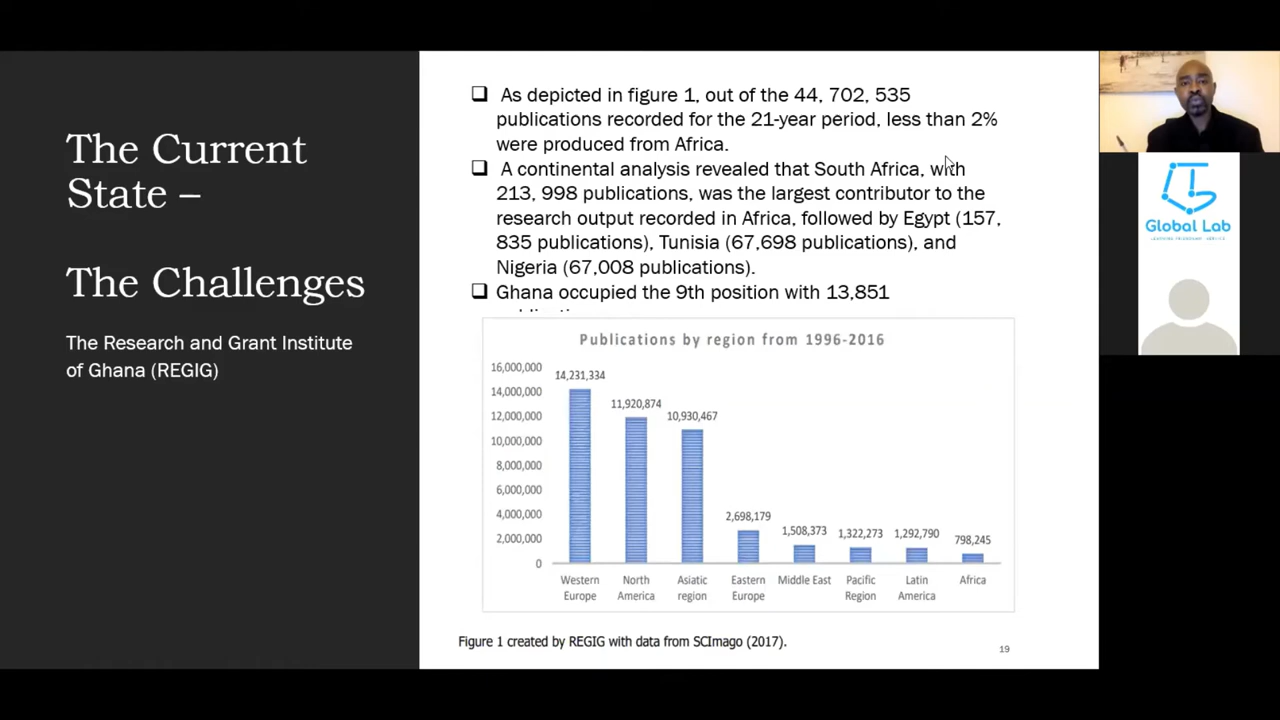 The Current
State –
The Challenges
The Research and Grant Institute
of Ghana (REGIG)
As depicted in figure 1, out of the 44, 702, 535
publications recorded for the 21-year period, less than 2%
were produced from Africa.
A continental analysis revealed that South Africa, with
213, 998 publications, was the largest contributor to the
research output recorded in Africa, followed by Egypt (157,
835 publications), Tunisia (67,698 publications), and
Nigeria (67,008 publications).
Ghana occupied the 9th position with 13,851
Publications by region from 1996-2016
16,000,000
14,000,000
12,000,000
10,000,000
8,000,000
6,000,000
4,000,000
2,000,000
0
14,231,334
11,920,874
10,930,467
2,698,179
1,508,373
1,322,273
1,292,790
798,245
Western Europe
North America
Asiatic region
Eastern Europe
Middle East
Pacific Region
Latin America
Africa
Figure 1 created by REGIG with data from SCImago (2017).
19
Global Lab